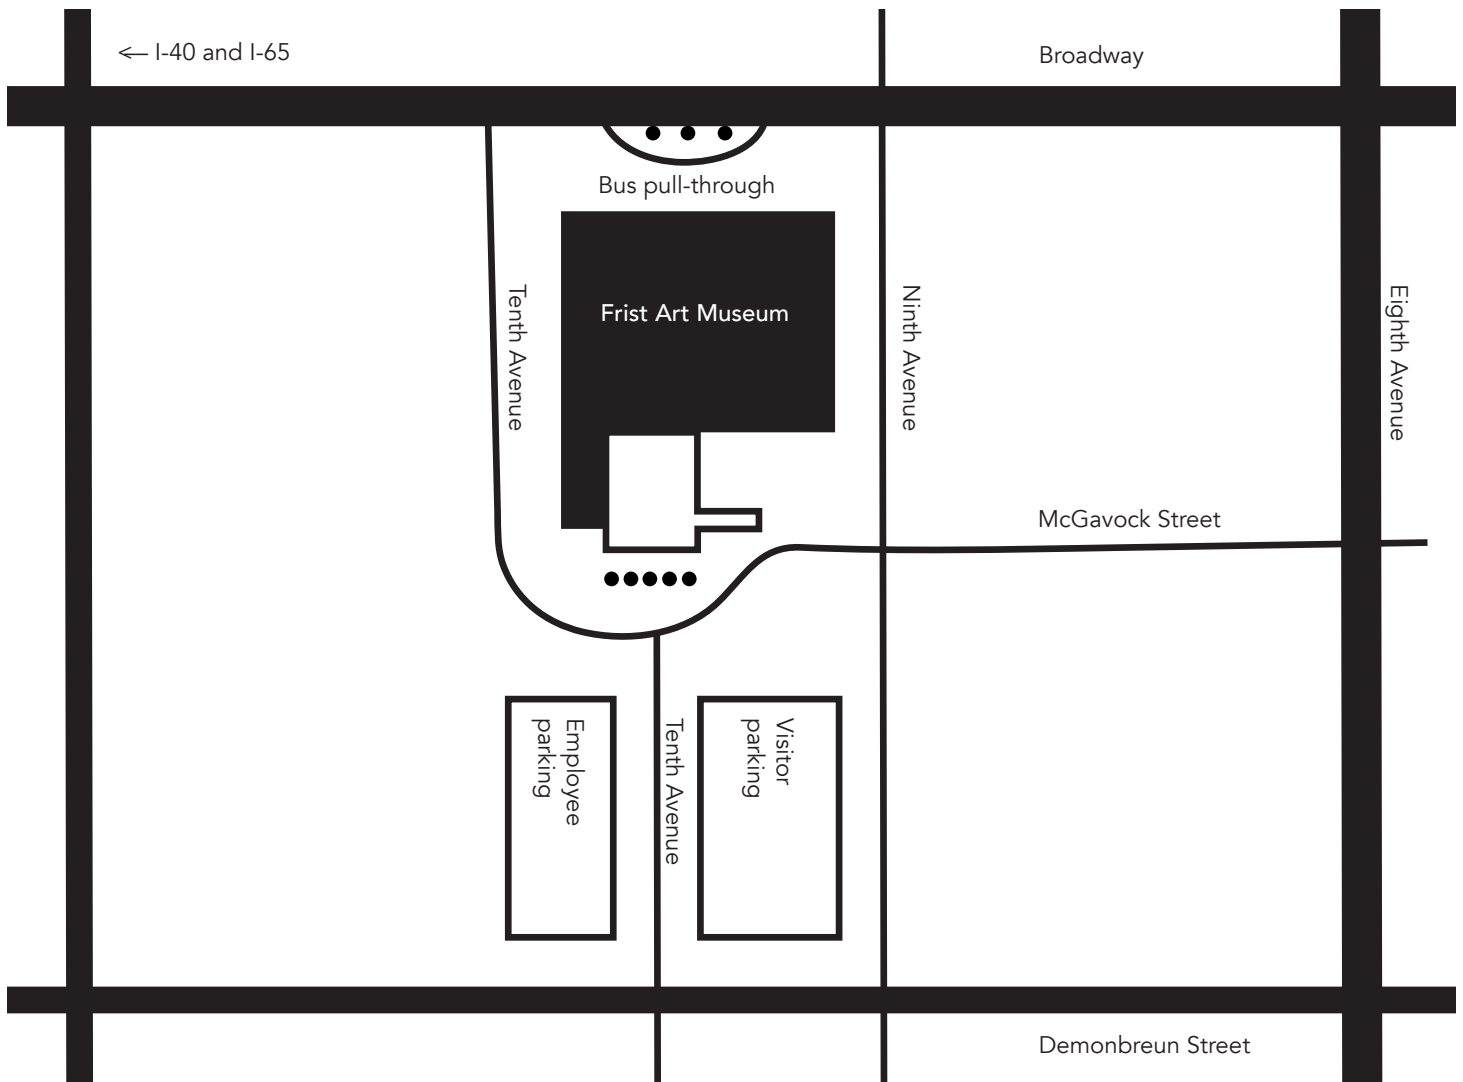 ← I-40 and I-65
Broadway
Bus pull-through
Frist Art Museum
Tenth Avenue
Ninth Avenue
Eighth Avenue
McGavock Street
Employee
parking
Tenth Avenue
Visitor
parking
Demonbreun Street